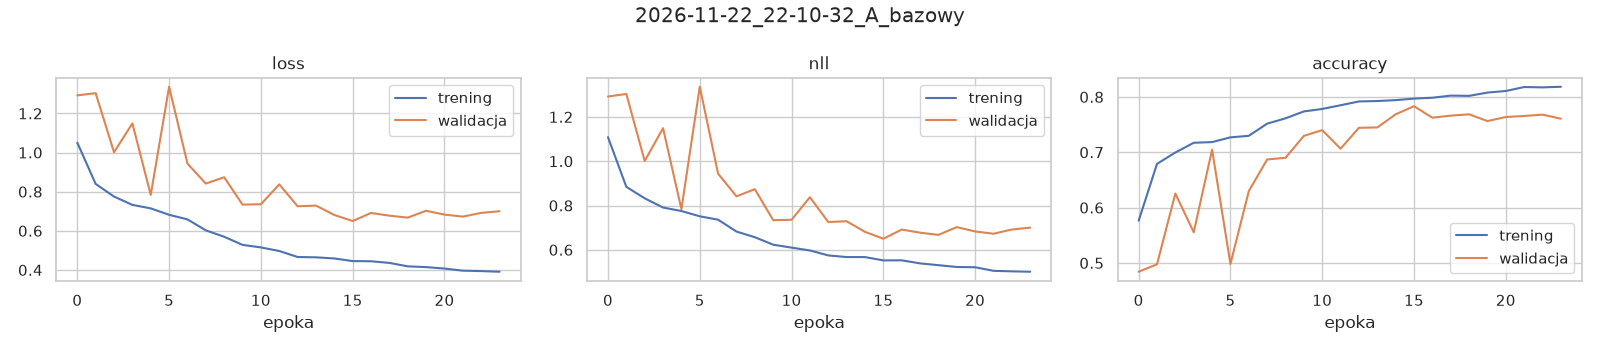 2026-11-22_22-10-32_A_bazowy
loss
1.2
1.0
0.8
0.6
0.4
0 5 10 15 20
epoka
trening
walidacja
nll
1.2
1.0
0.8
0.6
0 5 10 15 20
epoka
trening
walidacja
accuracy
0.8
0.7
0.6
0.5
0 5 10 15 20
epoka
trening
walidacja